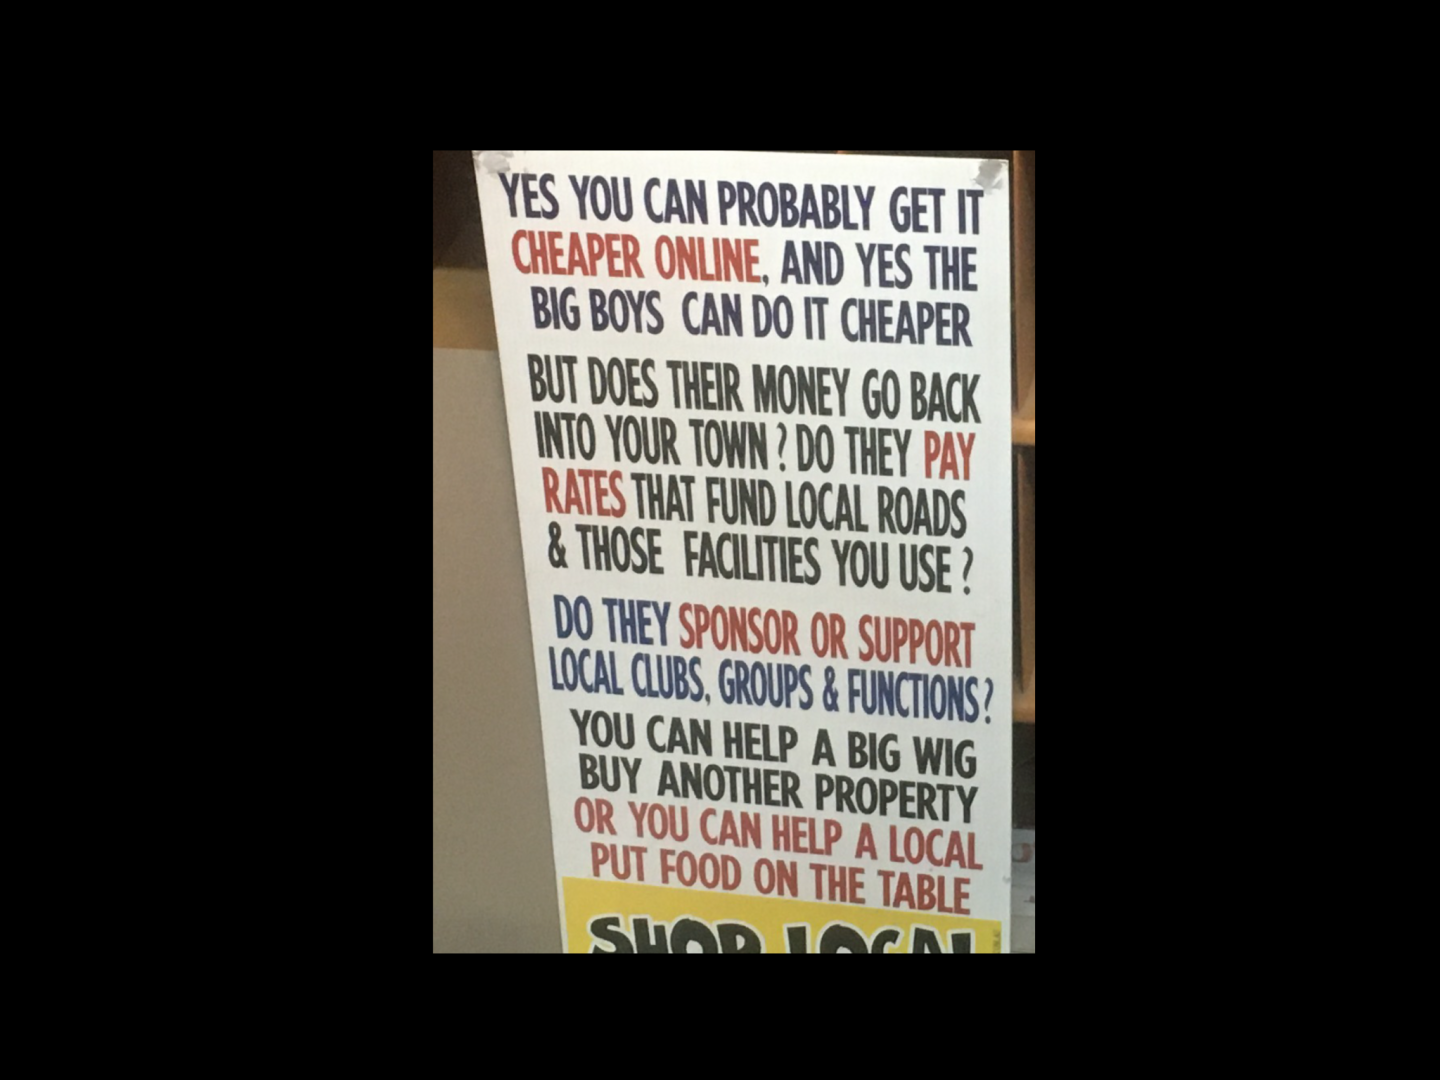 YES YOU CAN PROBABLY GET IT
CHEAPER ONLINE, AND YES THE
BIG BOYS CAN DO IT CHEAPER
BUT DOES THEIR MONEY GO BACK
INTO YOUR TOWN? DO THEY PAY
RATES THAT FUND LOCAL ROADS
& THOSE FACILITIES YOU USE?
DO THEY SPONSOR OR SUPPORT
LOCAL CLUBS, GROUPS & FUNCTIONS?
YOU CAN HELP A BIG WIG
BUY ANOTHER PROPERTY
OR YOU CAN HELP A LOCAL
PUT FOOD ON THE TABLE
SHOP LOCAL